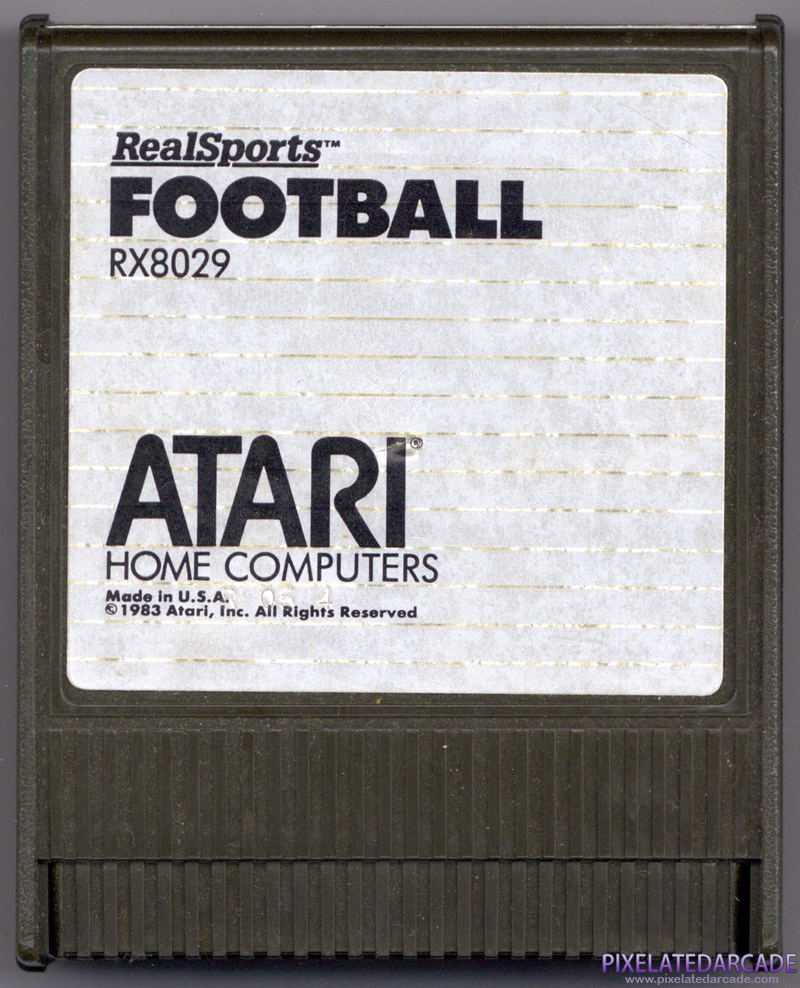 RealSports™
FOOTBALL
RX8029
ATARI®
HOME COMPUTERS
Made in U.S.A.
©1983 Atari, Inc. All Rights Reserved
PIXELATEDARCADE
www.pixelatedarcade.com